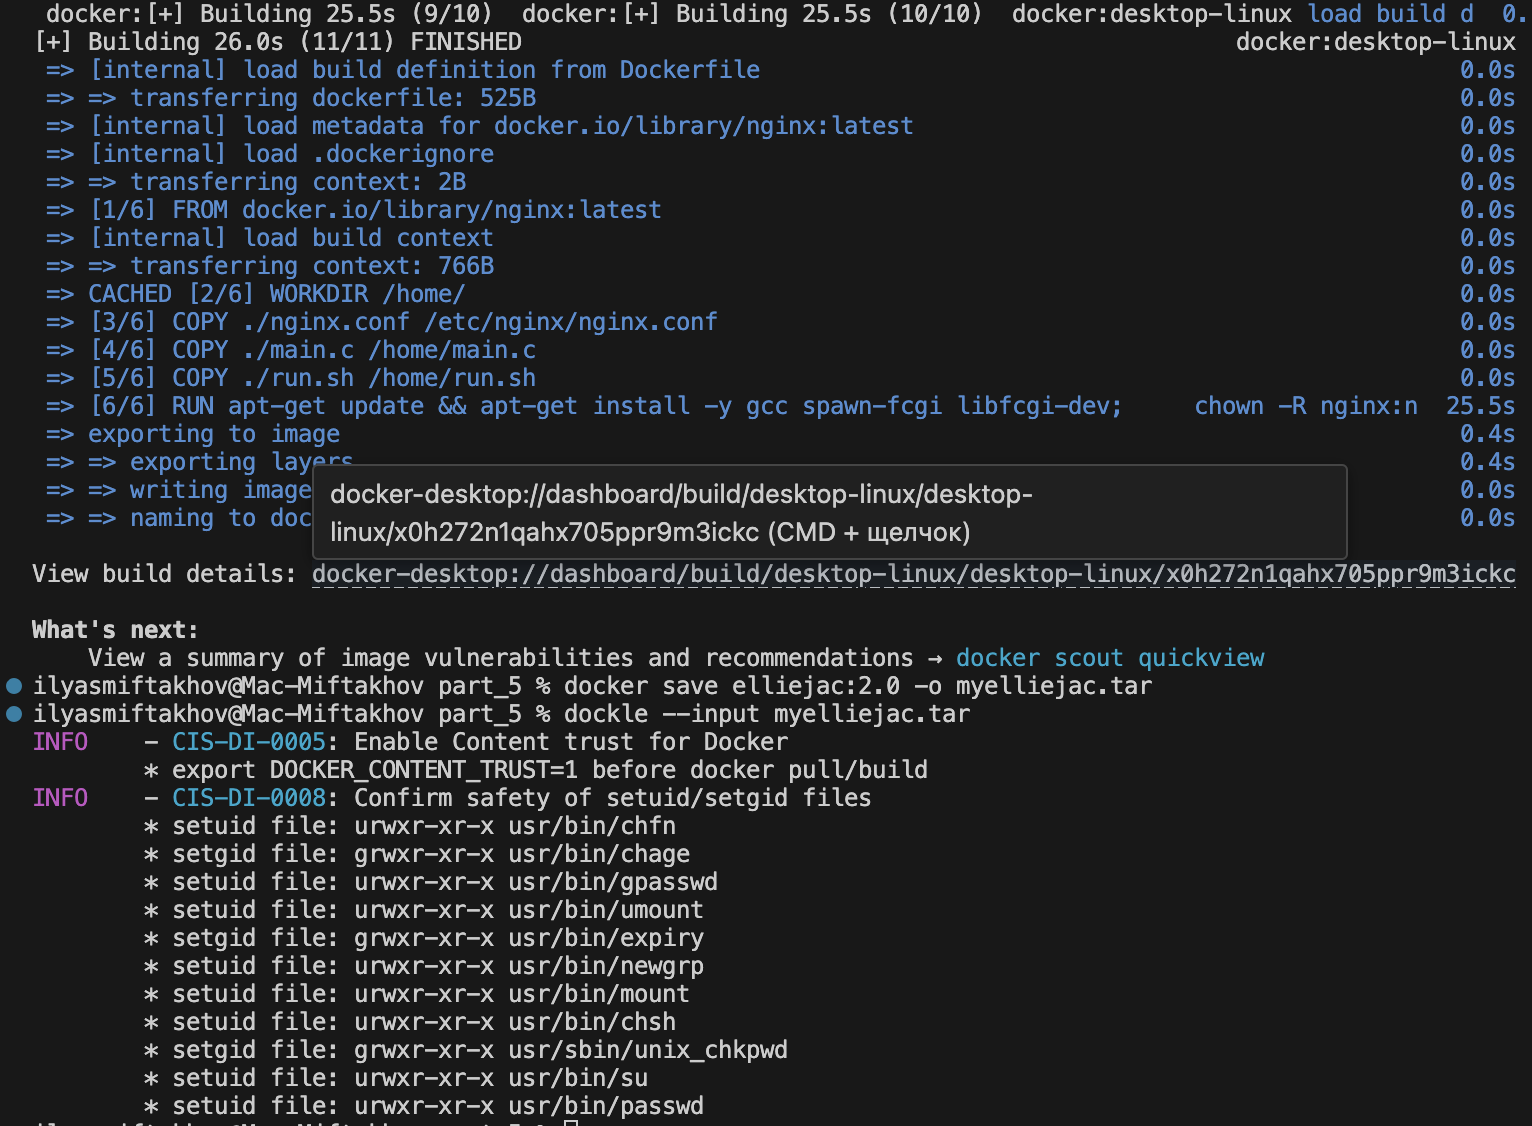 docker:[+] Building 25.5s (9/10)  docker:[+] Building 25.5s (10/10)  docker:desktop-linux load build d  0.
[+] Building 26.0s (11/11) FINISHED docker:desktop-linux
=> [internal] load build definition from Dockerfile 0.0s
=> => transferring dockerfile: 525B 0.0s
=> [internal] load metadata for docker.io/library/nginx:latest 0.0s
=> [internal] load .dockerignore 0.0s
=> => transferring context: 2B 0.0s
=> [1/6] FROM docker.io/library/nginx:latest 0.0s
=> [internal] load build context 0.0s
=> => transferring context: 766B 0.0s
=> CACHED [2/6] WORKDIR /home/ 0.0s
=> [3/6] COPY ./nginx.conf /etc/nginx/nginx.conf 0.0s
=> [4/6] COPY ./main.c /home/main.c 0.0s
=> [5/6] COPY ./run.sh /home/run.sh 0.0s
=> [6/6] RUN apt-get update && apt-get install -y gcc spawn-fcgi libfcgi-dev;     chown -R nginx:n  25.5s
=> exporting to image 0.4s
=> => exporting layers 0.4s
=> => writing image 0.0s
=> => naming to doc 0.0s
docker-desktop://dashboard/build/desktop-linux/desktop-
linux/x0h272n1qahx705ppr9m3ickc (CMD + щелчок)
View build details: docker-desktop://dashboard/build/desktop-linux/desktop-linux/x0h272n1qahx705ppr9m3ickc
What's next:
View a summary of image vulnerabilities and recommendations → docker scout quickview
ilyasmiftakhov@Mac-Miftakhov part_5 % docker save elliejac:2.0 -o myelliejac.tar
ilyasmiftakhov@Mac-Miftakhov part_5 % dockle --input myelliejac.tar
INFO    - CIS-DI-0005: Enable Content trust for Docker
* export DOCKER_CONTENT_TRUST=1 before docker pull/build
INFO    - CIS-DI-0008: Confirm safety of setuid/setgid files
* setuid file: urwxr-xr-x usr/bin/chfn
* setgid file: grwxr-xr-x usr/bin/chage
* setuid file: urwxr-xr-x usr/bin/gpasswd
* setuid file: urwxr-xr-x usr/bin/umount
* setgid file: grwxr-xr-x usr/bin/expiry
* setuid file: urwxr-xr-x usr/bin/newgrp
* setuid file: urwxr-xr-x usr/bin/mount
* setuid file: urwxr-xr-x usr/bin/chsh
* setgid file: grwxr-xr-x usr/sbin/unix_chkpwd
* setuid file: urwxr-xr-x usr/bin/su
* setuid file: urwxr-xr-x usr/bin/passwd